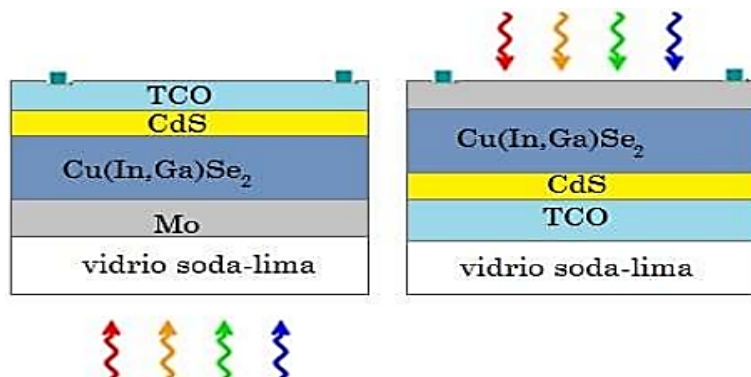 TCO
CdS
Cu(In,Ga)Se₂
Mo
vidrio soda-lima
Cu(In,Ga)Se₂
CdS
TCO
vidrio soda-lima